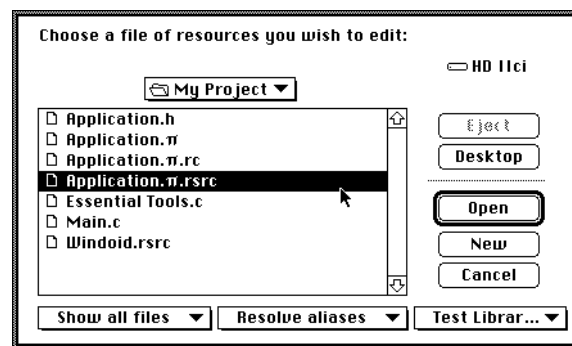 Choose a file of resources you wish to edit:
HD IIci
My Project
Application.h
Application.π
Application.π.rc
Application.π.rsrc
Essential Tools.c
Main.c
Windoid.rsrc
Eject
Desktop
Open
New
Cancel
Show all files
Resolve aliases
Test Librar...